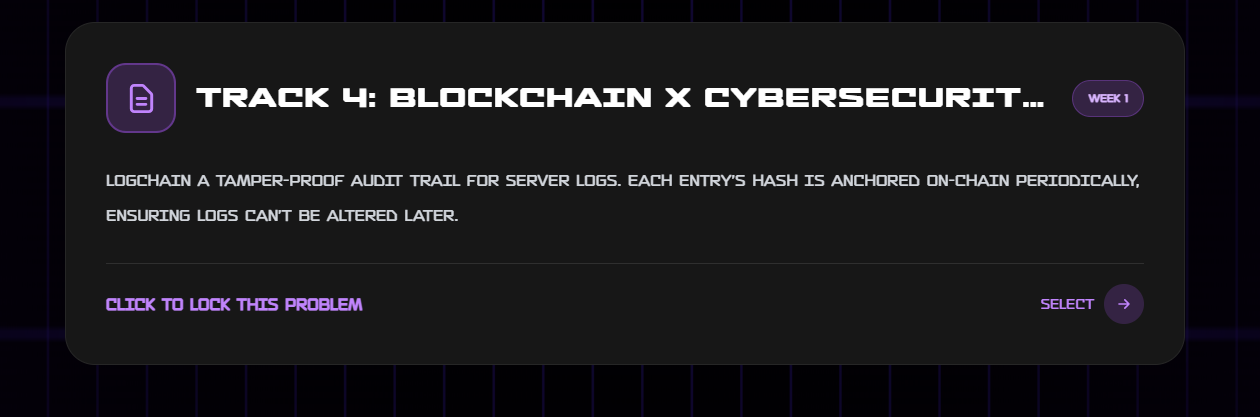 TRACK 4: BLOCKCHAIN X CYBERSECURIT...
WEEK 1
LOGCHAIN A TAMPER-PROOF AUDIT TRAIL FOR SERVER LOGS. EACH ENTRY'S HASH IS ANCHORED ON-CHAIN PERIODICALLY,
ENSURING LOGS CAN'T BE ALTERED LATER.
CLICK TO LOCK THIS PROBLEM
SELECT